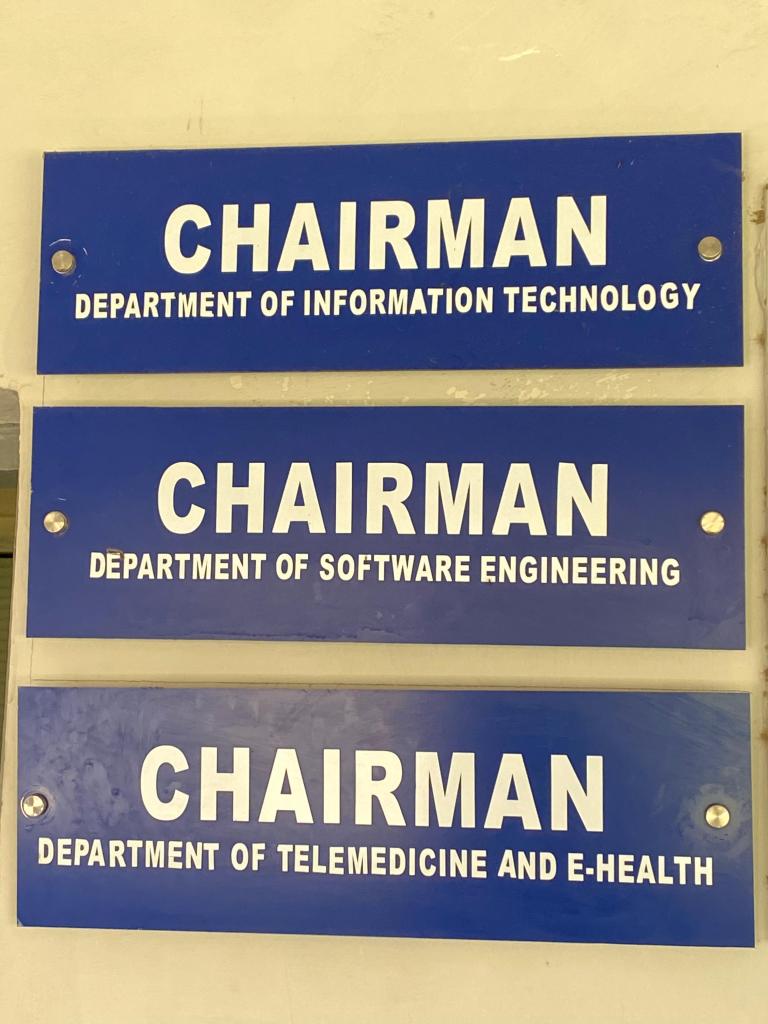 CHAIRMAN
DEPARTMENT OF INFORMATION TECHNOLOGY
CHAIRMAN
DEPARTMENT OF SOFTWARE ENGINEERING
CHAIRMAN
DEPARTMENT OF TELEMEDICINE AND E-HEALTH